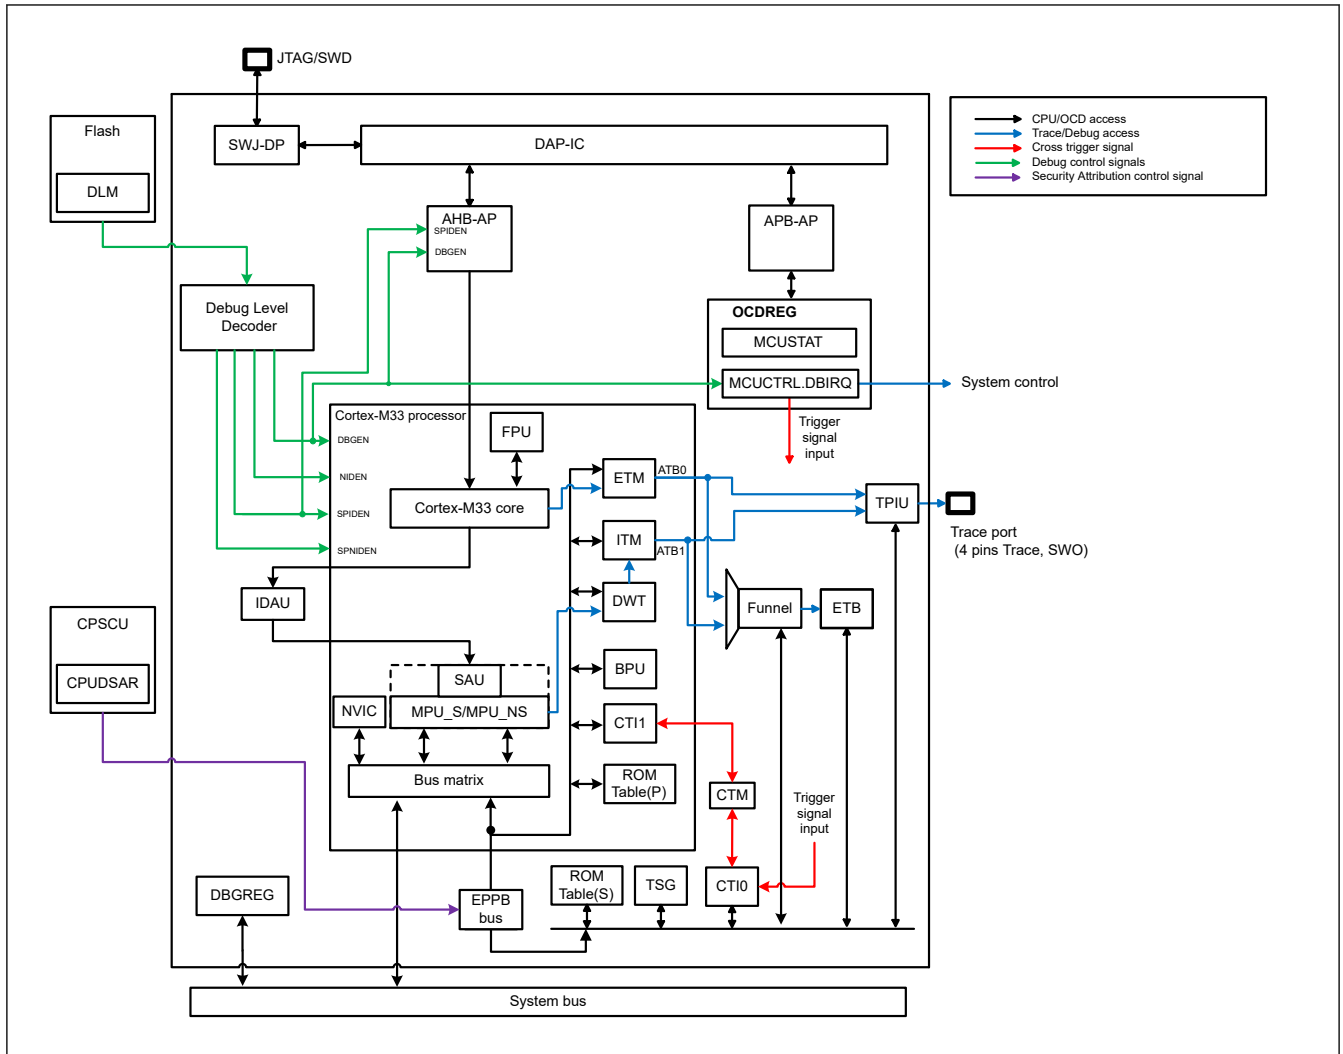 JTAG/SWD
Flash
DLM
SWJ-DP
DAP-IC
CPU/OCD access
Trace/Debug access
Cross trigger signal
Debug control signals
Security Attribution control signal
AHB-AP
SPIDEN
DBGEN
APB-AP
Debug Level
Decoder
OCDREG
MCUSTAT
MCUCTRL.DBIRQ
System control
Trigger
signal
input
Cortex-M33 processor
DBGEN
NIDEN
SPIDEN
SPNIDEN
FPU
Cortex-M33 core
ETM
ATB0
ITM
ATB1
DWT
TPIU
Trace port
(4 pins Trace, SWO)
Funnel
ETB
IDAU
CPSCU
CPUDSAR
SAU
NVIC
MPU_S/MPU_NS
Bus matrix
BPU
CTI1
ROM
Table(P)
CTM
Trigger
signal
input
DBGREG
EPPB
bus
ROM
Table(S)
TSG
CTI0
System bus